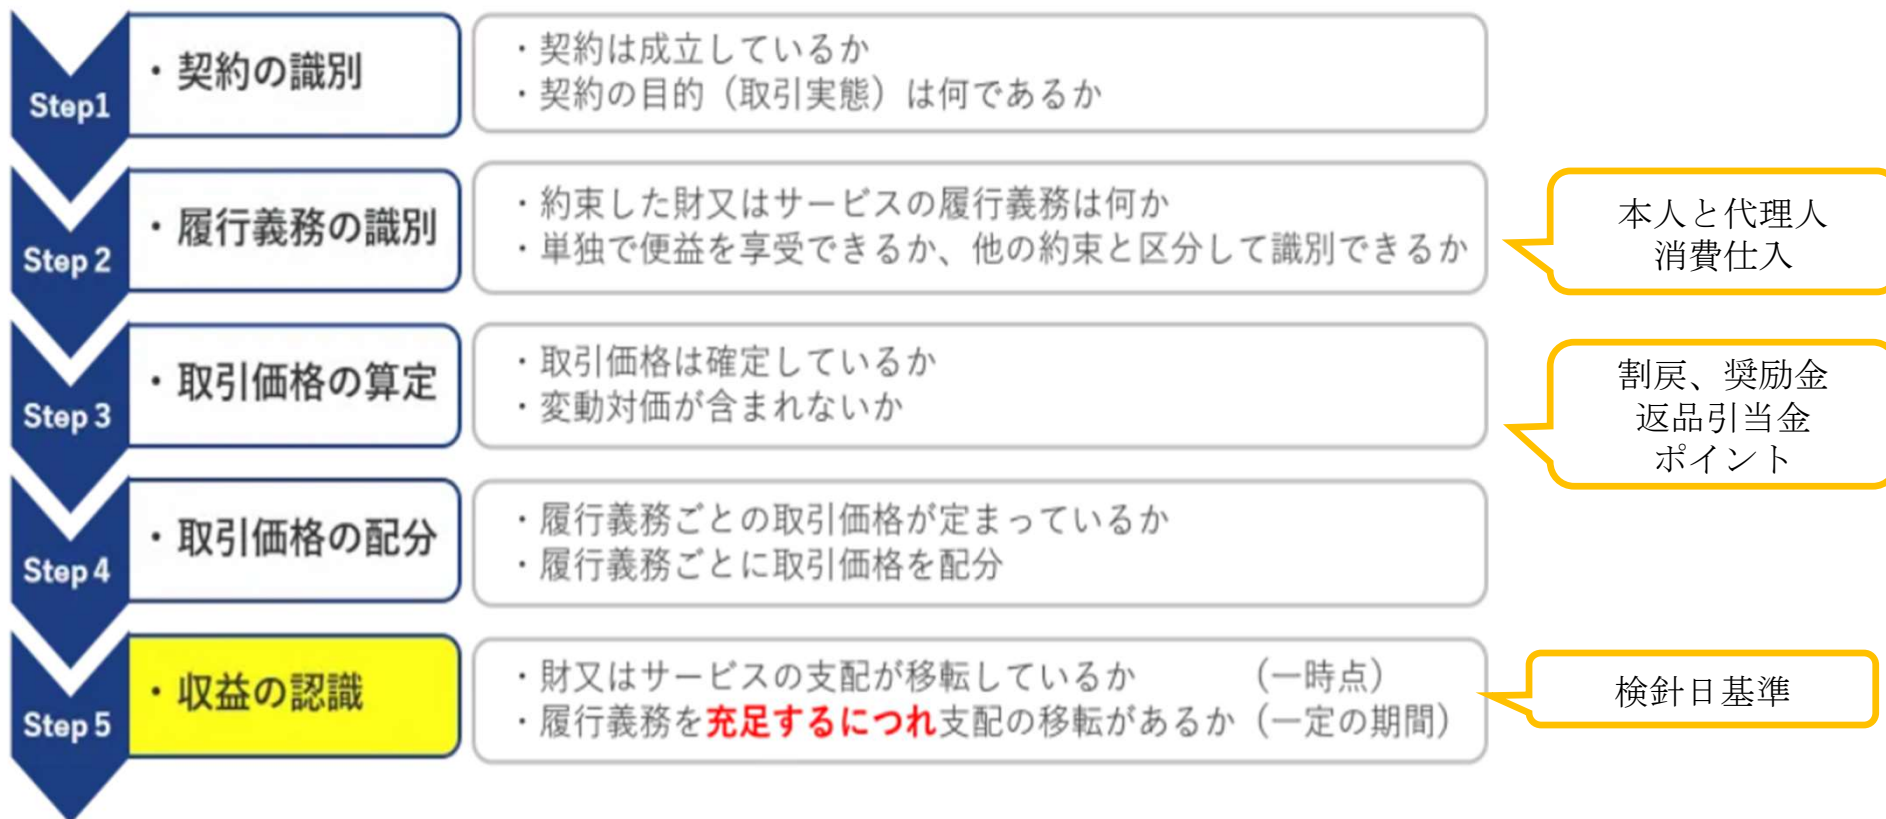 Step1
・契約の識別
・契約は成立しているか
・契約の目的（取引実態）は何であるか
Step 2
・履行義務の識別
・約束した財又はサービスの履行義務は何か
・単独で便益を享受できるか、他の約束と区分して識別できるか
本人と代理人
消費仕入
Step 3
・取引価格の算定
・取引価格は確定しているか
・変動対価が含まれないか
割戻、奨励金
返品引当金
ポイント
Step 4
・取引価格の配分
・履行義務ごとの取引価格が定まっているか
・履行義務ごとに取引価格を配分
Step 5
・収益の認識
・財又はサービスの支配が移転しているか　　　（一時点）
・履行義務を充足するにつれ支配の移転があるか（一定の期間）
検針日基準